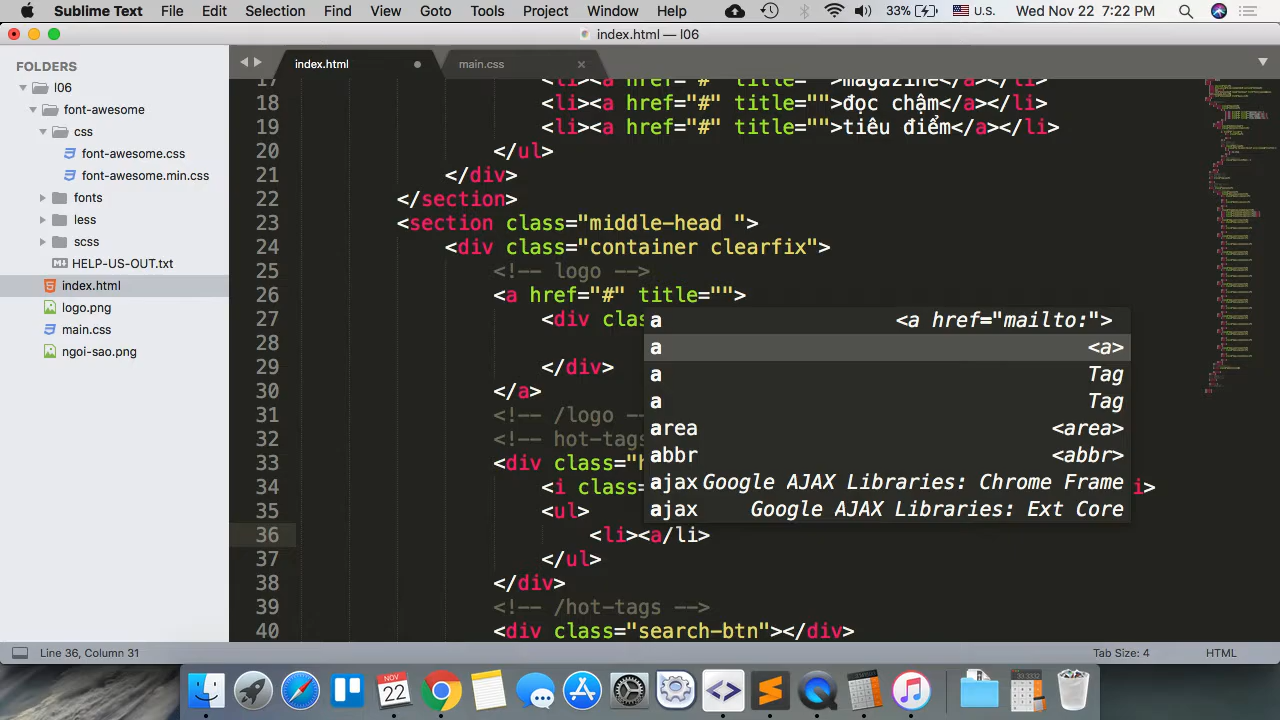 Sublime Text File Edit Selection Find View Goto Tools Project Window Help 33% U.S. Wed Nov 22 7:22 PM
index.html — l06
FOLDERS
l06
font-awesome
css
font-awesome.css
font-awesome.min.css
fonts
less
scss
HELP-US-OUT.txt
index.html
logo.png
main.css
ngoi-sao.png
index.html main.css
17 <li><a href="#" title="">magazine</a></li>
18 <li><a href="#" title="">đọc chậm</a></li>
19 <li><a href="#" title="">tiêu điểm</a></li>
20 </ul>
21 </div>
22 </section>
23 <section class="middle-head ">
24 <div class="container clearfix">
25 <!-- logo -->
26 <a href="#" title="">
27 <div clas
28
29 </div>
30 </a>
31 <!-- /logo --
32 <!-- hot-tags
33 <div class="h
34 <i class= i>
35 <ul>
36 <li><a/li>
37 </ul>
38 </div>
39 <!-- /hot-tags -->
40 <div class="search-btn"></div>
a <a href="mailto:">
a <a>
a Tag
a Tag
area <area>
abbr <abbr>
ajax Google AJAX Libraries: Chrome Frame
ajax Google AJAX Libraries: Ext Core
Line 36, Column 31 Tab Size: 4 HTML
NOV
22